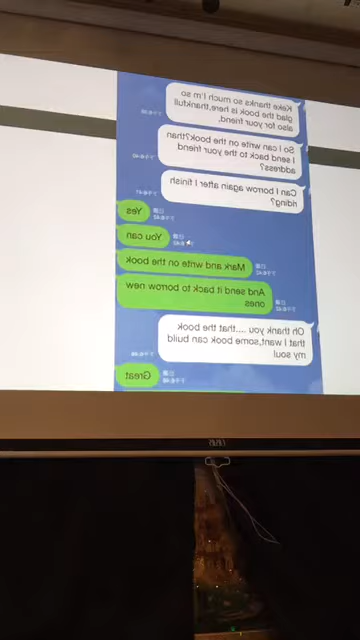 Keke thanks so much I'm so
glad the book is here,thankfull
also for your friend,
So I can write on the book?than
I send back to the your friend
address?
Can I borrow again after I finish
riding?
Yes
You can
Mark and write on the book
And send it back to borrow new
ones
Oh thank you ....that the book
that I want,some book can build
my soul
Great